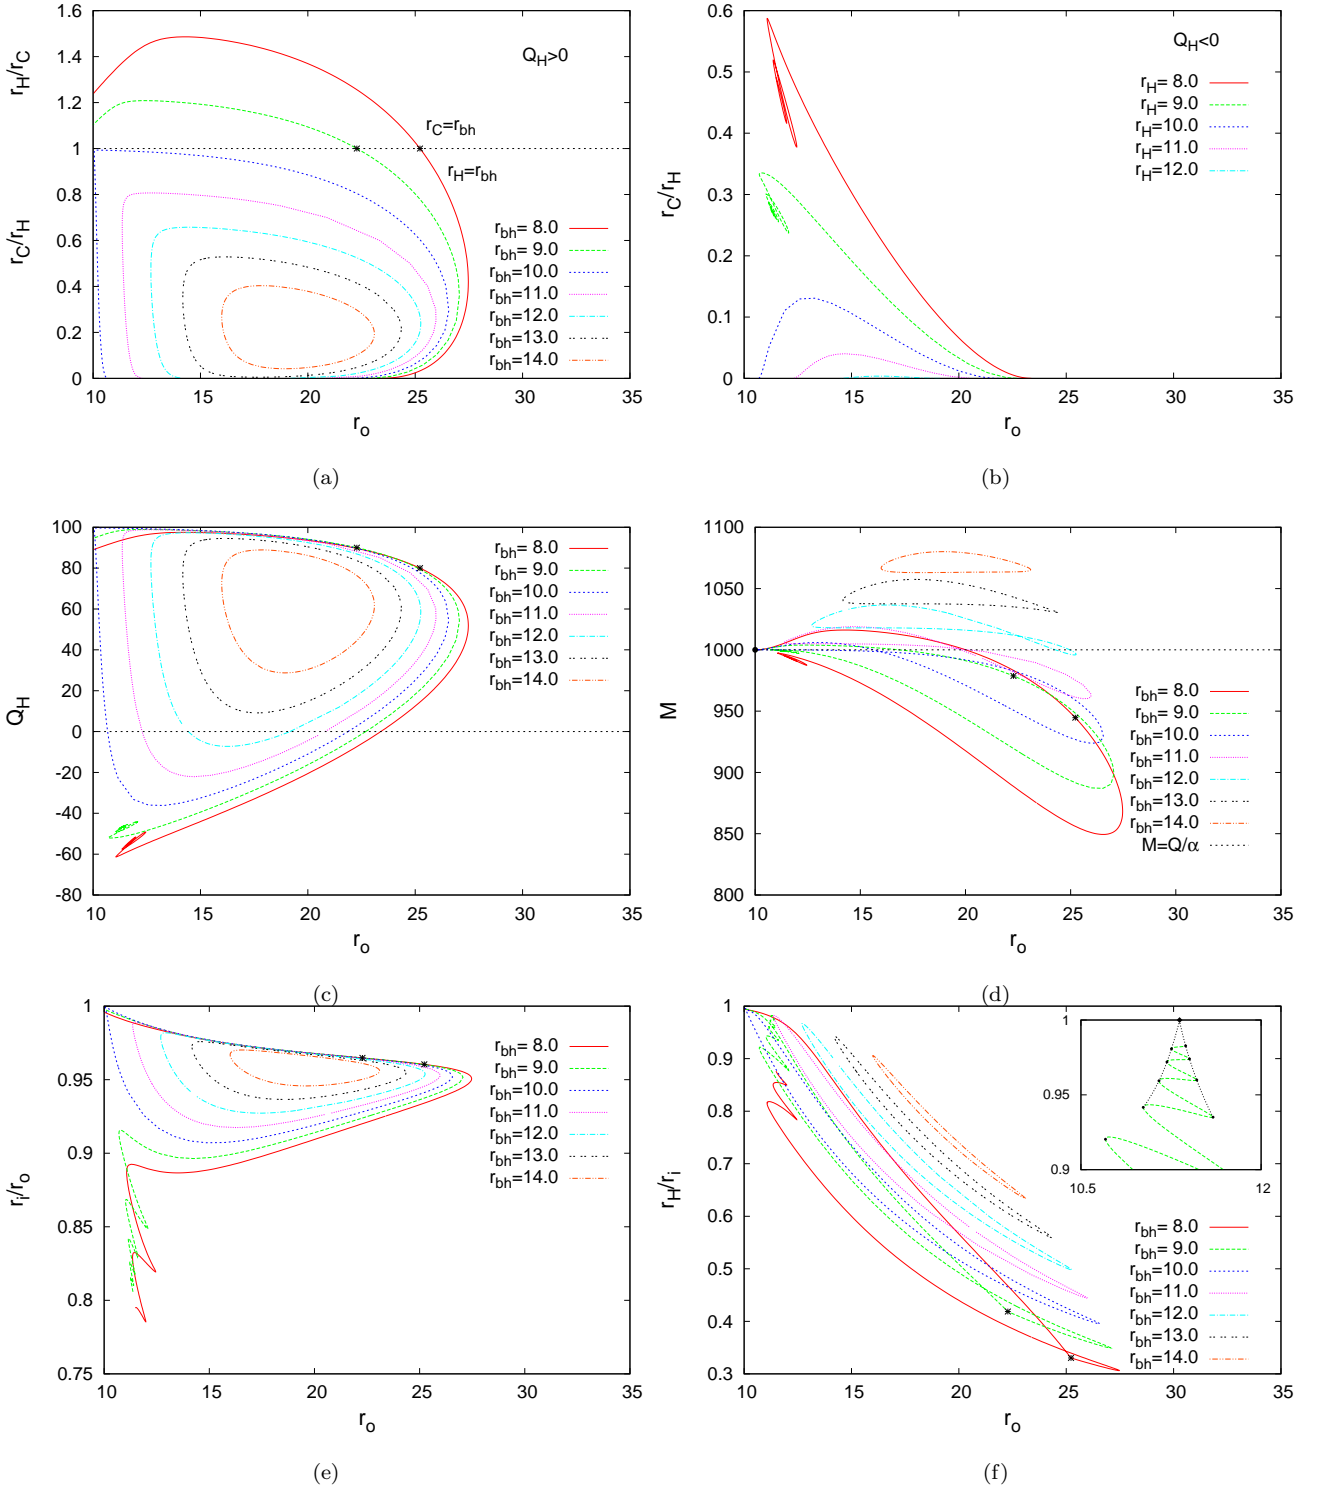 r_H/r_C
r_C/r_H
1.6
1.4
1.2
1
0.8
0.6
0.4
0.2
0
Q_H>0
r_C=r_bh
r_H=r_bh
r_bh= 8.0
r_bh= 9.0
r_bh=10.0
r_bh=11.0
r_bh=12.0
r_bh=13.0
r_bh=14.0
10 15 20 25 30 35
r_o
(a)
r_C/r_H
0.6
0.5
0.4
0.3
0.2
0.1
0
Q_H<0
r_H= 8.0
r_H= 9.0
r_H=10.0
r_H=11.0
r_H=12.0
10 15 20 25 30 35
r_o
(b)
Q_H
100
80
60
40
20
0
-20
-40
-60
-80
r_bh= 8.0
r_bh= 9.0
r_bh=10.0
r_bh=11.0
r_bh=12.0
r_bh=13.0
r_bh=14.0
10 15 20 25 30 35
r_o
(c)
M
1100
1050
1000
950
900
850
800
r_bh= 8.0
r_bh= 9.0
r_bh=10.0
r_bh=11.0
r_bh=12.0
r_bh=13.0
r_bh=14.0
M=Q/α
10 15 20 25 30 35
r_o
(d)
r_i/r_o
1
0.95
0.9
0.85
0.8
0.75
r_bh= 8.0
r_bh= 9.0
r_bh=10.0
r_bh=11.0
r_bh=12.0
r_bh=13.0
r_bh=14.0
10 15 20 25 30 35
r_o
(e)
r_H/r_i
1
0.9
0.8
0.7
0.6
0.5
0.4
0.3
1
0.95
0.9
10.5 12
r_bh= 8.0
r_bh= 9.0
r_bh=10.0
r_bh=11.0
r_bh=12.0
r_bh=13.0
r_bh=14.0
10 15 20 25 30 35
r_o
(f)